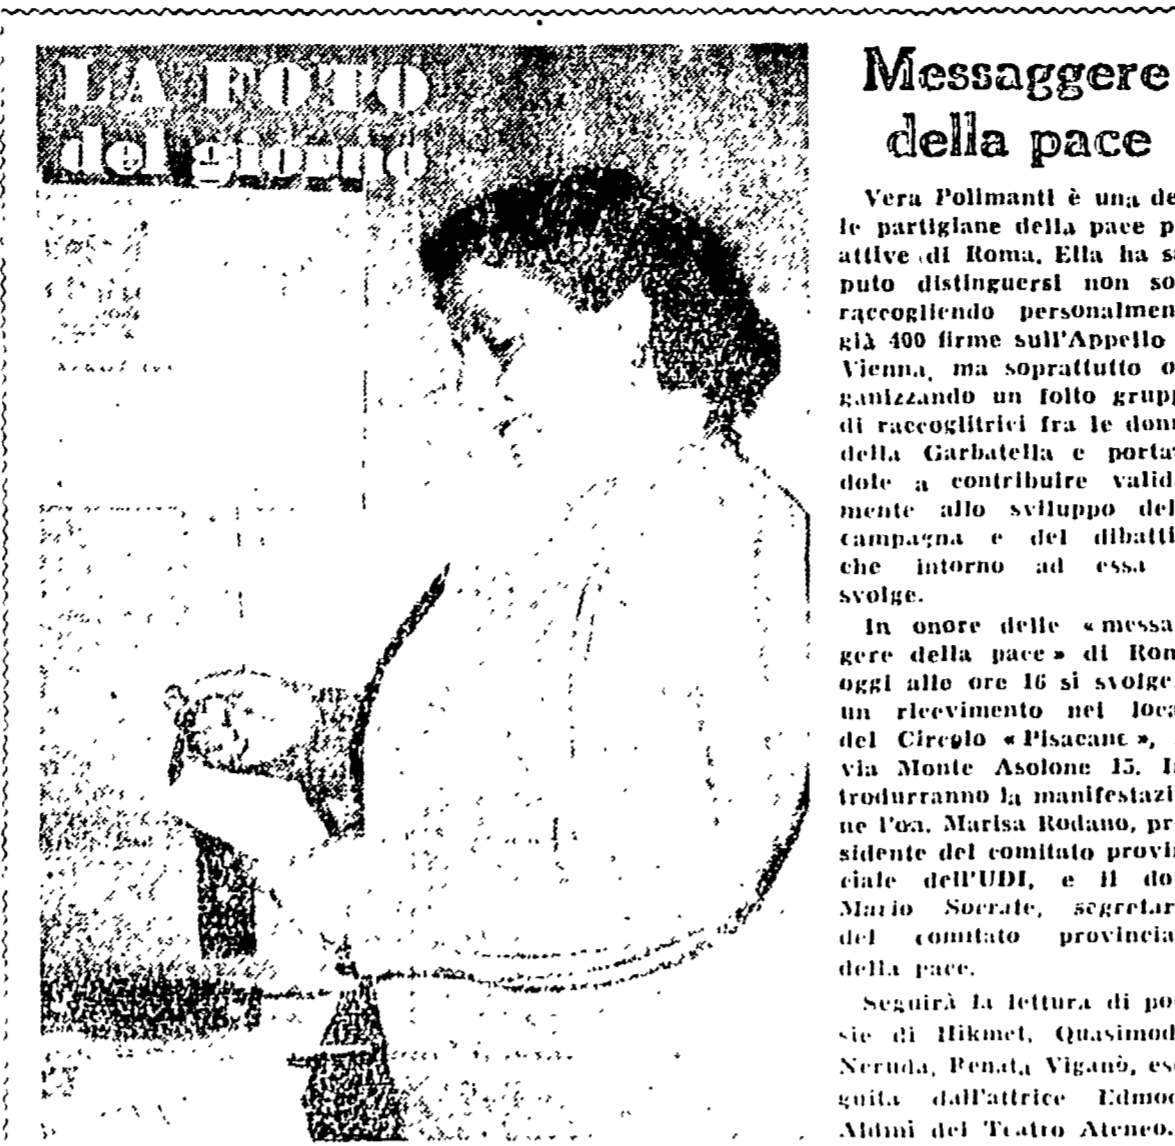 LA FOTO
del giorno
Messaggere
della pace
Vera Polimanti è una de
le partigiane della pace p
attive di Roma. Ella ha s
puto distinguersi non so
raccogliendo personalmen
già 400 firme sull'Appello
Vienna, ma soprattutto o
ganizzando un folto grupp
di raccoglitrici fra le donn
della Garbatella e porta
dole a contribuire valid
mente allo sviluppo del
campagna e del dibatti
che intorno ad essa
svolge.
In onore delle « messa
gere della pace » di Rom
oggi alle ore 16 si svolge
un ricevimento nei loca
del Circolo « Pisacane »,
via Monte Asolone 15. I
trodurranno la manifestazi
ne l'on. Marisa Rodano, pr
sidente del comitato provin
ciale dell'UDI, e il do
Mario Socrate, segretar
del comitato provincia
della pace.
Seguirà la lettura di po
sie di Hikmet, Quasimod
Neruda, Renata Viganò, es
guita dall'attrice Edmo
Aldini del Teatro Ateneo.